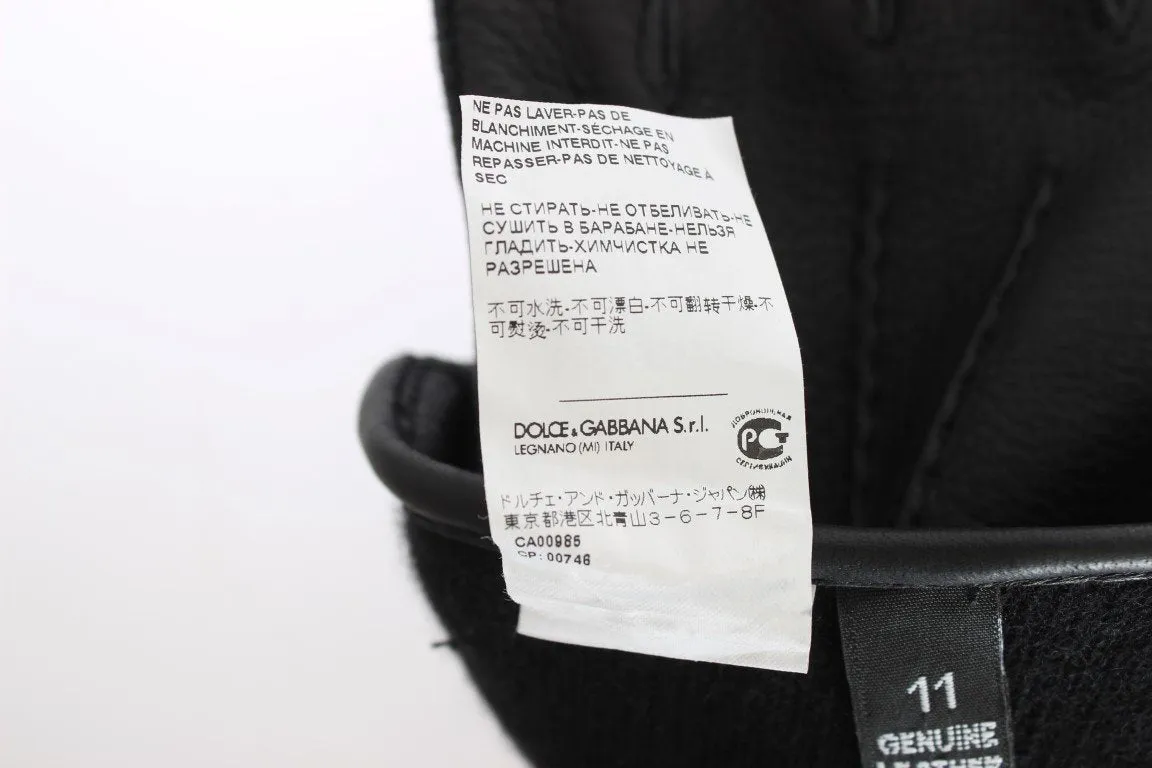 NE PAS LAVER-PAS DE
BLANCHIMENT-SÉCHAGE EN
MACHINE INTERDIT-NE PAS
REPASSER-PAS DE NETTOYAGE À
SEC
НЕ СТИРАТЬ-НЕ ОТБЕЛИВАТЬ-НЕ
СУШИТЬ В БАРАБАНЕ-НЕЛЬЗЯ
ГЛАДИТЬ-ХИМЧИСТКА НЕ
РАЗРЕШЕНА
不可水洗-不可漂白-不可翻转干燥-不
可熨烫-不可干洗
DOLCE & GABBANA S.r.l.
LEGNANO (MI) ITALY
РСТ
ドルチェ・アンド・ガッバーナ・ジャパン㈱
東京都港区北青山3-6-7-8F
CA00985
CP: 00746
11
GENUINE
LEATHER